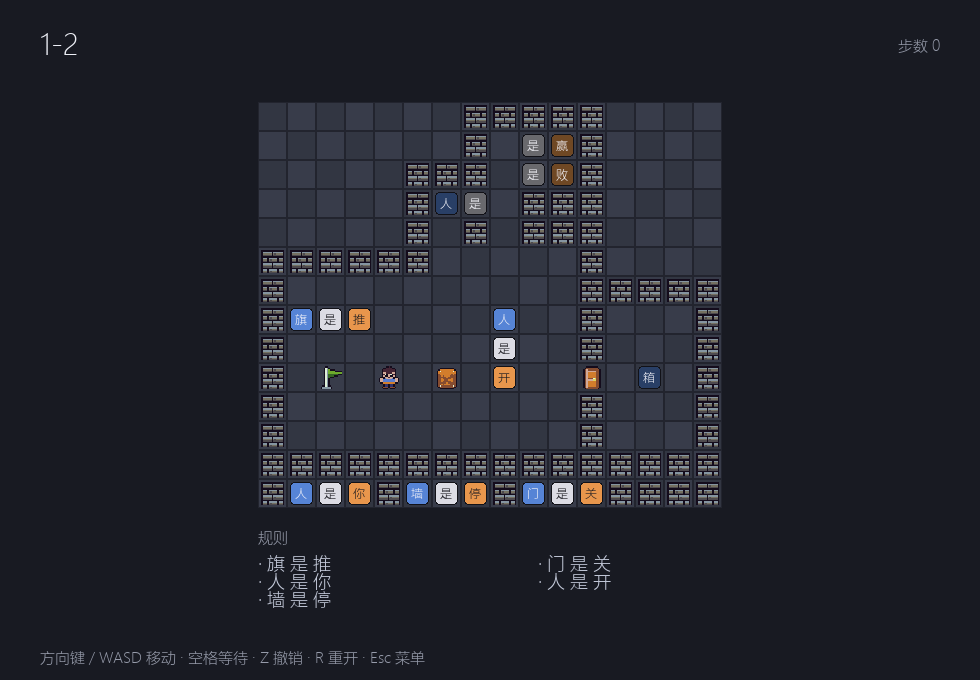 1-2
步数 0
是 赢
是 败
人 是
旗 是 推
人
是
开
箱
人 是 你
墙 是 停
门 是 关
规则
· 旗 是 推
· 人 是 你
· 墙 是 停
· 门 是 关
· 人 是 开
方向键 / WASD 移动 · 空格等待 · Z 撤销 · R 重开 · Esc 菜单